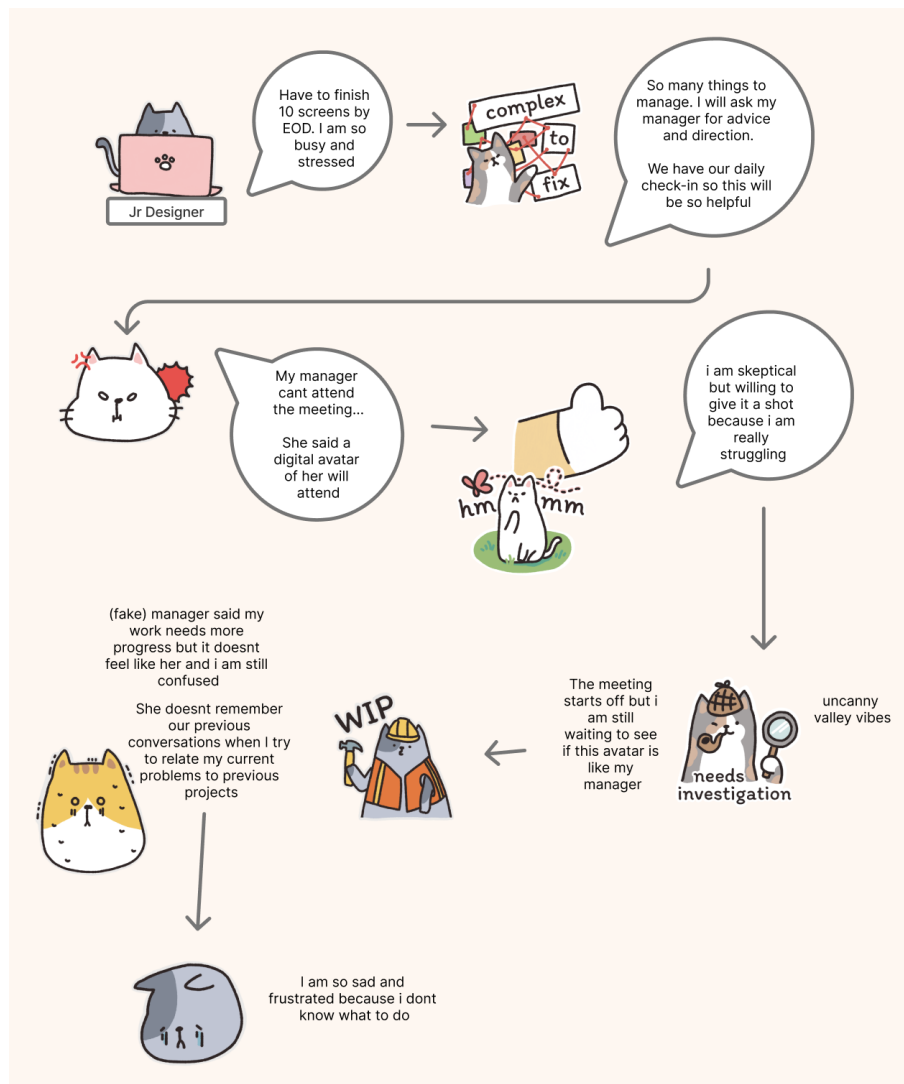 Have to finish
10 screens by
EOD. I am so
busy and
stressed
Jr Designer
complex
to
fix
So many things to
manage. I will ask my
manager for advice
and direction.
We have our daily
check-in so this will
be so helpful
My manager
cant attend
the meeting...
She said a
digital avatar
of her will
attend
hm mm
i am skeptical
but willing to
give it a shot
because i am
really
struggling
uncanny
valley vibes
needs
investigation
The meeting
starts off but i
am still
waiting to see
if this avatar is
like my
manager
WIP
(fake) manager said my
work needs more
progress but it doesnt
feel like her and i am still
confused
She doesnt remember
our previous
conversations when I try
to relate my current
problems to previous
projects
I am so sad and
frustrated because i dont
know what to do